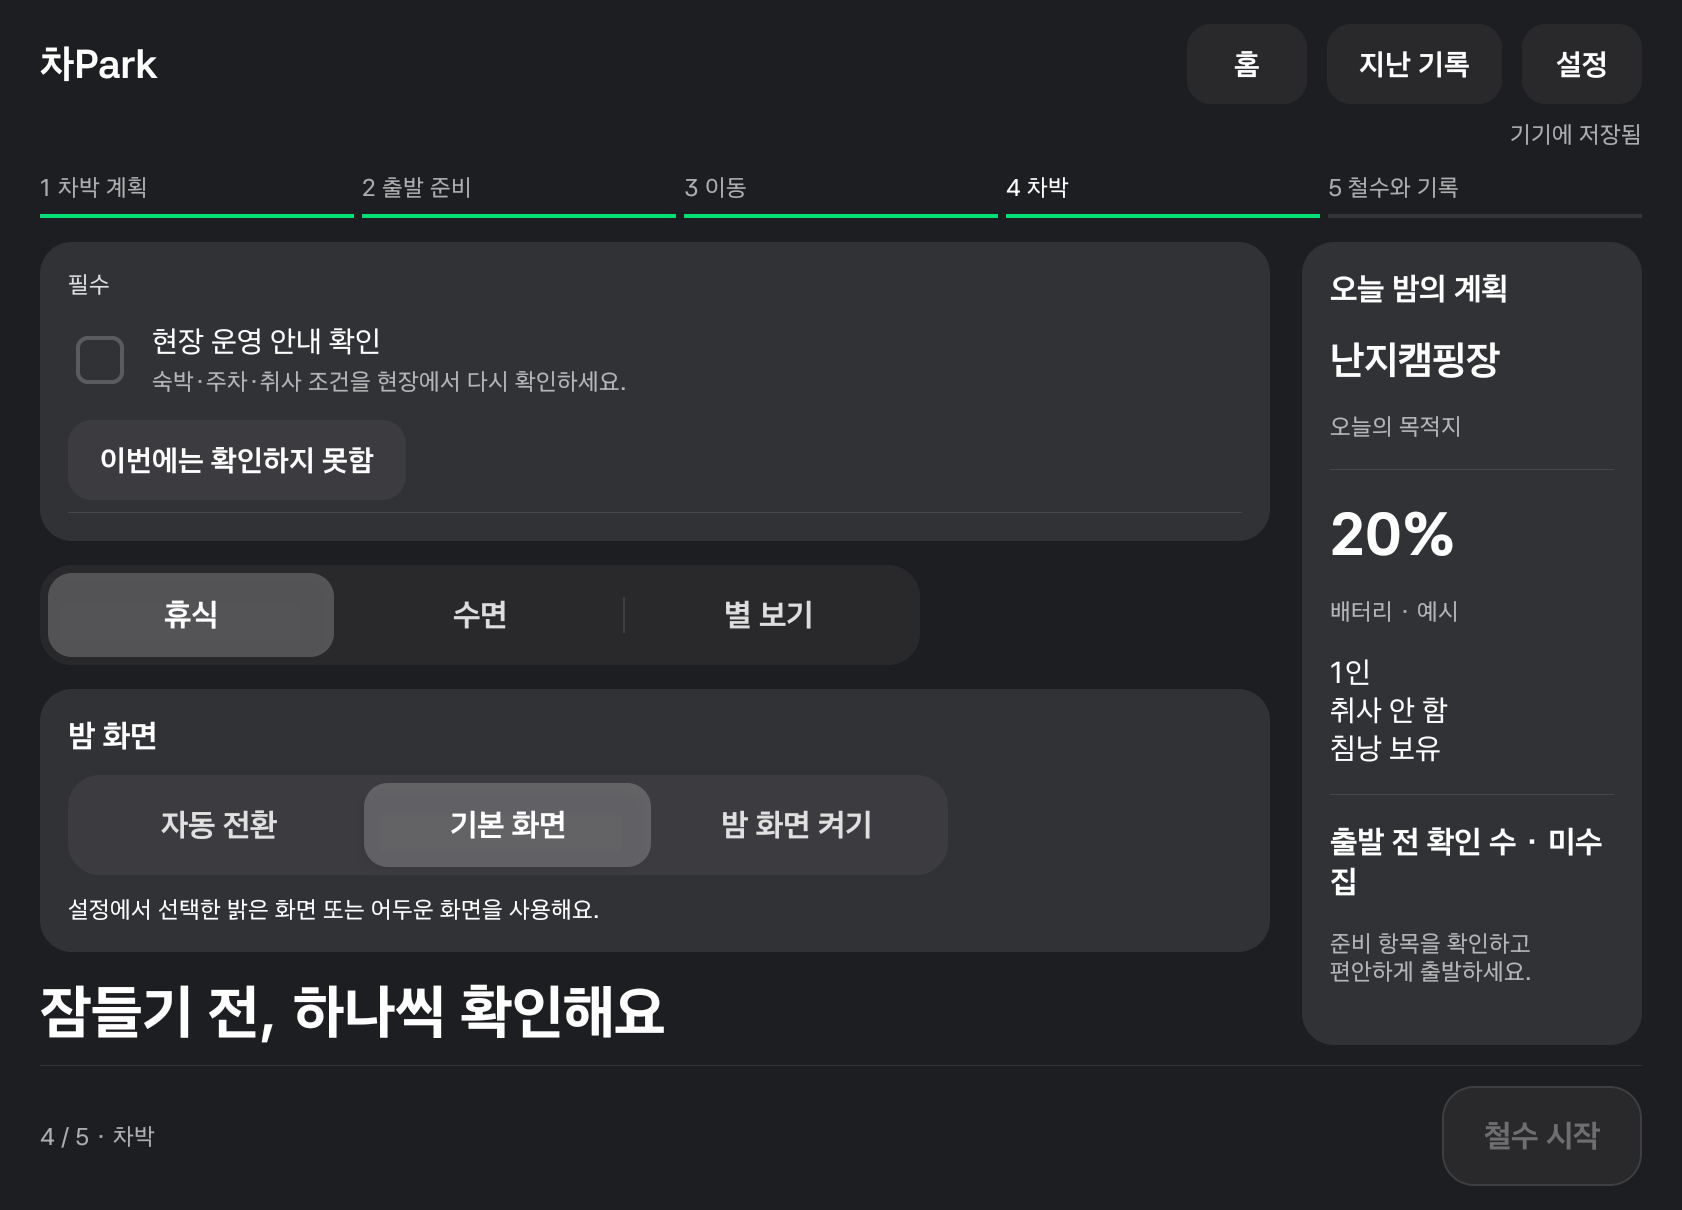 차Park
홈
지난 기록
설정
기기에 저장됨
1 차박 계획
2 출발 준비
3 이동
4 차박
5 철수와 기록
필수
현장 운영 안내 확인
숙박·주차·취사 조건을 현장에서 다시 확인하세요.
이번에는 확인하지 못함
휴식
수면
별 보기
밤 화면
자동 전환
기본 화면
밤 화면 켜기
설정에서 선택한 밝은 화면 또는 어두운 화면을 사용해요.
잠들기 전, 하나씩 확인해요
오늘 밤의 계획
난지캠핑장
오늘의 목적지
20%
배터리 · 예시
1인
취사 안 함
침낭 보유
출발 전 확인 수 · 미수
집
준비 항목을 확인하고
편안하게 출발하세요.
4 / 5 · 차박
철수 시작